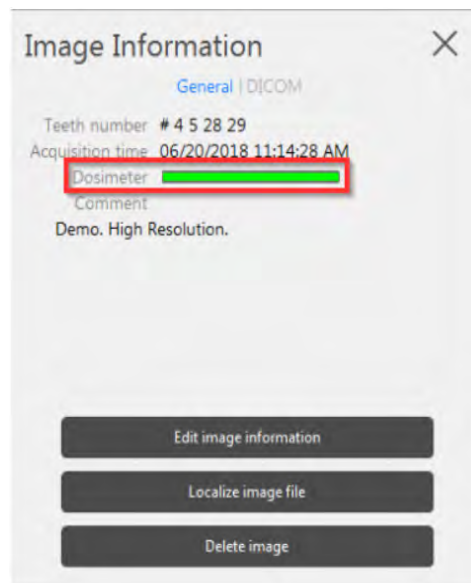 Image Information
General | DICOM
Teeth number # 4 5 28 29
Acquisition time 06/20/2018 11:14:28 AM
Dosimeter
Comment
Demo. High Resolution.
Edit image information
Localize image file
Delete image